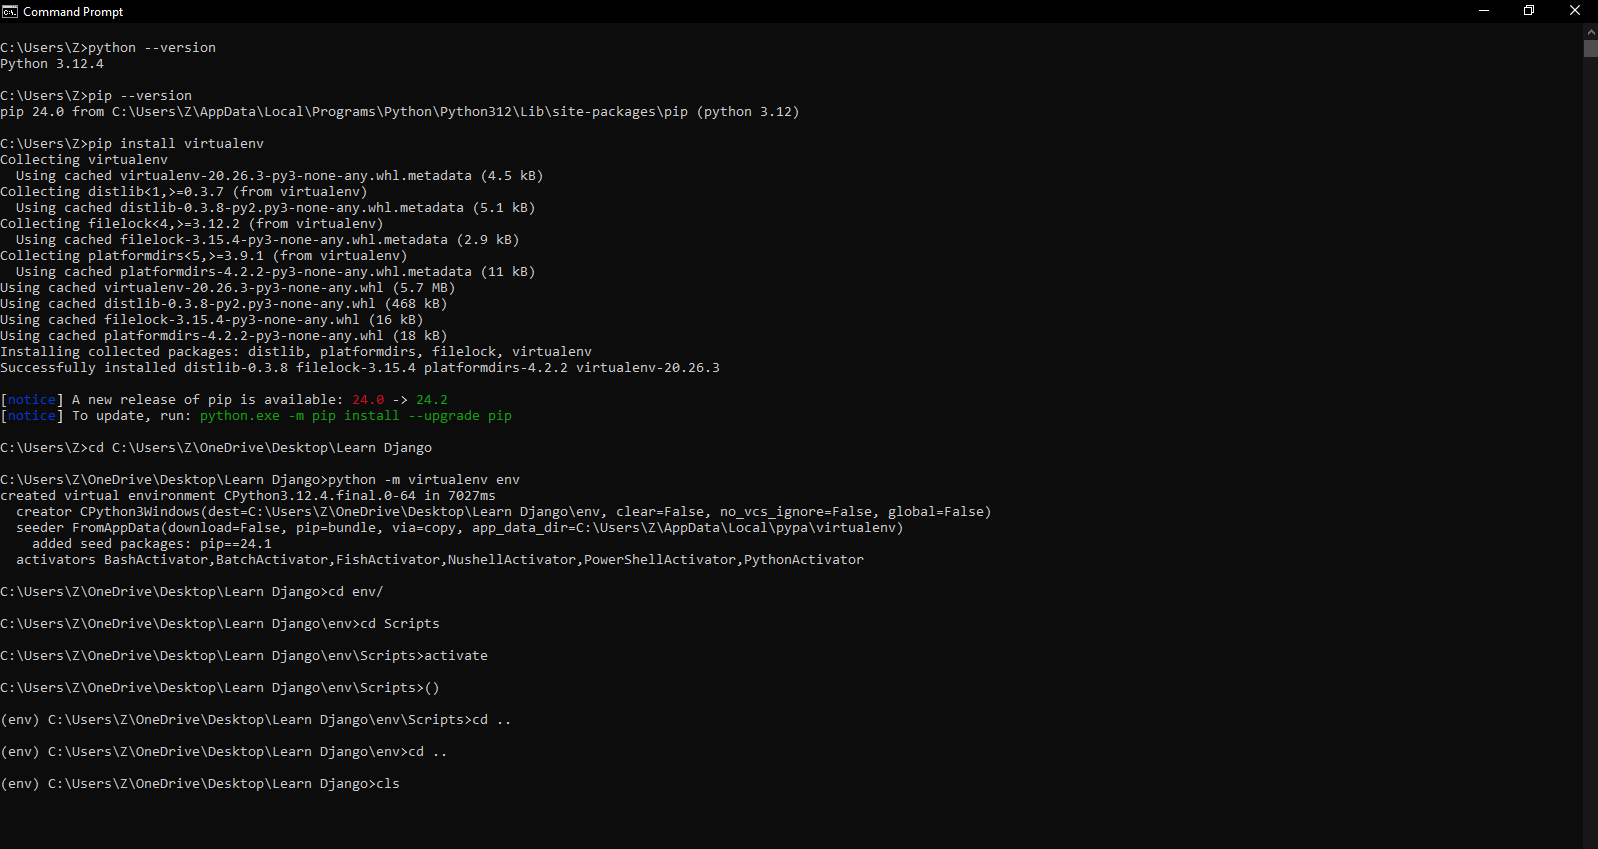 Command Prompt
C:\Users\Z>python --version
Python 3.12.4
C:\Users\Z>pip --version
pip 24.0 from C:\Users\Z\AppData\Local\Programs\Python\Python312\Lib\site-packages\pip (python 3.12)
C:\Users\Z>pip install virtualenv
Collecting virtualenv
  Using cached virtualenv-20.26.3-py3-none-any.whl.metadata (4.5 kB)
Collecting distlib<1,>=0.3.7 (from virtualenv)
  Using cached distlib-0.3.8-py2.py3-none-any.whl.metadata (5.1 kB)
Collecting filelock<4,>=3.12.2 (from virtualenv)
  Using cached filelock-3.15.4-py3-none-any.whl.metadata (2.9 kB)
Collecting platformdirs<5,>=3.9.1 (from virtualenv)
  Using cached platformdirs-4.2.2-py3-none-any.whl.metadata (11 kB)
Using cached virtualenv-20.26.3-py3-none-any.whl (5.7 MB)
Using cached distlib-0.3.8-py2.py3-none-any.whl (468 kB)
Using cached filelock-3.15.4-py3-none-any.whl (16 kB)
Using cached platformdirs-4.2.2-py3-none-any.whl (18 kB)
Installing collected packages: distlib, platformdirs, filelock, virtualenv
Successfully installed distlib-0.3.8 filelock-3.15.4 platformdirs-4.2.2 virtualenv-20.26.3
[notice] A new release of pip is available: 24.0 -> 24.2
[notice] To update, run: python.exe -m pip install --upgrade pip
C:\Users\Z>cd C:\Users\Z\OneDrive\Desktop\Learn Django
C:\Users\Z\OneDrive\Desktop\Learn Django>python -m virtualenv env
created virtual environment CPython3.12.4.final.0-64 in 7027ms
  creator CPython3Windows(dest=C:\Users\Z\OneDrive\Desktop\Learn Django\env, clear=False, no_vcs_ignore=False, global=False)
  seeder FromAppData(download=False, pip=bundle, via=copy, app_data_dir=C:\Users\Z\AppData\Local\pypa\virtualenv)
    added seed packages: pip==24.1
  activators BashActivator,BatchActivator,FishActivator,NushellActivator,PowerShellActivator,PythonActivator
C:\Users\Z\OneDrive\Desktop\Learn Django>cd env/
C:\Users\Z\OneDrive\Desktop\Learn Django\env>cd Scripts
C:\Users\Z\OneDrive\Desktop\Learn Django\env\Scripts>activate
C:\Users\Z\OneDrive\Desktop\Learn Django\env\Scripts>()
(env) C:\Users\Z\OneDrive\Desktop\Learn Django\env\Scripts>cd ..
(env) C:\Users\Z\OneDrive\Desktop\Learn Django\env>cd ..
(env) C:\Users\Z\OneDrive\Desktop\Learn Django>cls